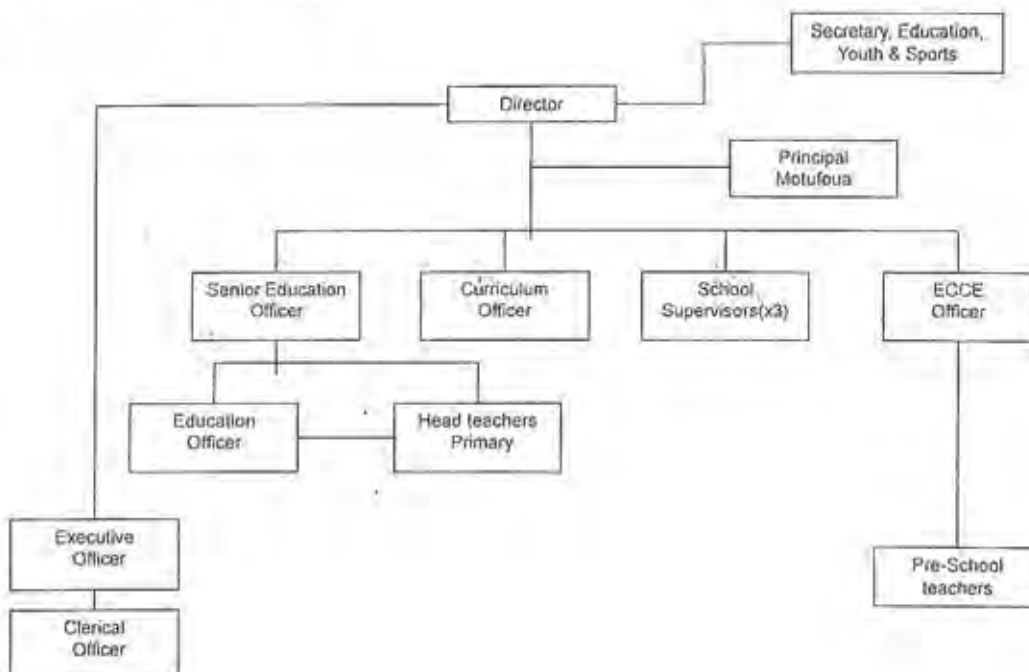 Secretary, Education,
Youth & Sports
Director
Principal
Motufoua
Senior Education
Officer
Curriculum
Officer
School
Supervisors(x3)
ECCE
Officer
Education
Officer
Head teachers
Primary
Executive
Officer
Pre-School
teachers
Clerical
Officer